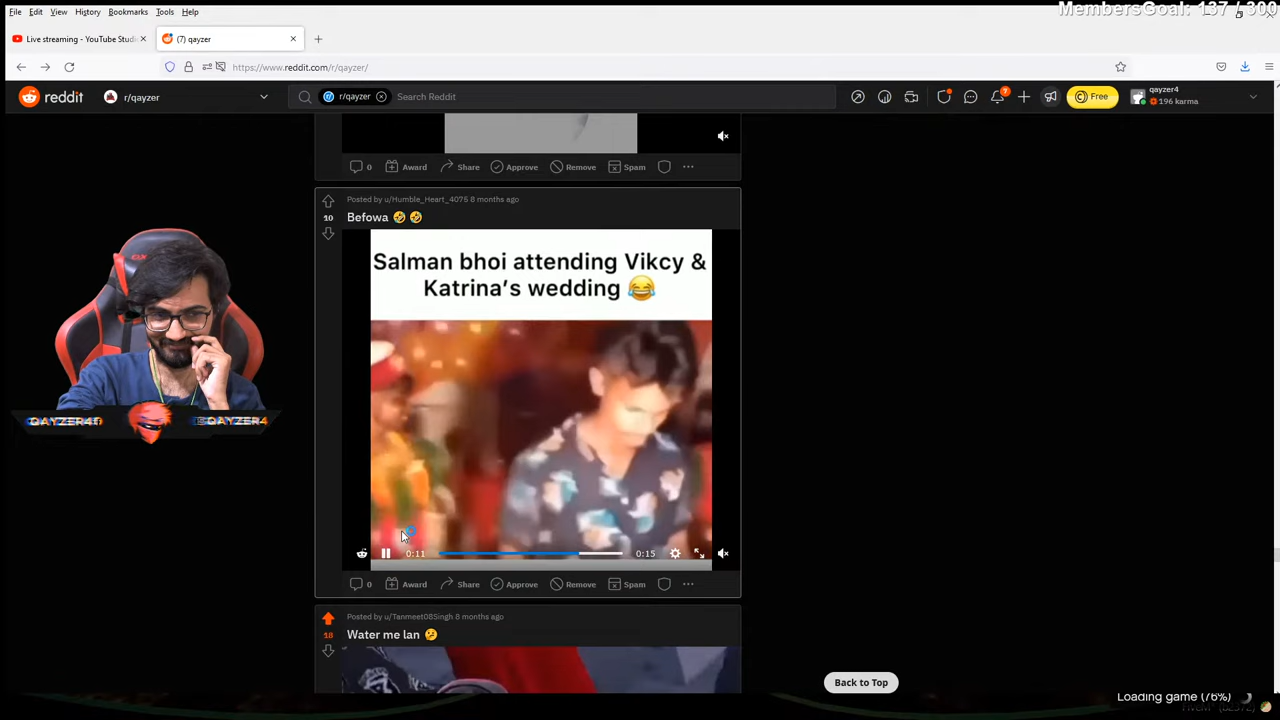 MembersGoal: 137 / 300
File Edit View History Bookmarks Tools Help
Live streaming - YouTube Studi
(7) qayzer
https://www.reddit.com/r/qayzer/
reddit
r/qayzer
r/qayzer Search Reddit
7
Free
qayzer4
196 karma
0 Award Share Approve Remove Spam
Posted by u/Humble_Heart_4075 8 months ago
10
Befowa 🤣 🤣
Salman bhoi attending Vikcy &
Katrina's wedding 😂
QAYZER4
QAYZER4
0:11
0:15
0 Award Share Approve Remove Spam
Posted by u/Tanmeet08Singh 8 months ago
18
Water me lan 🤔
Back to Top
Loading game (76%)